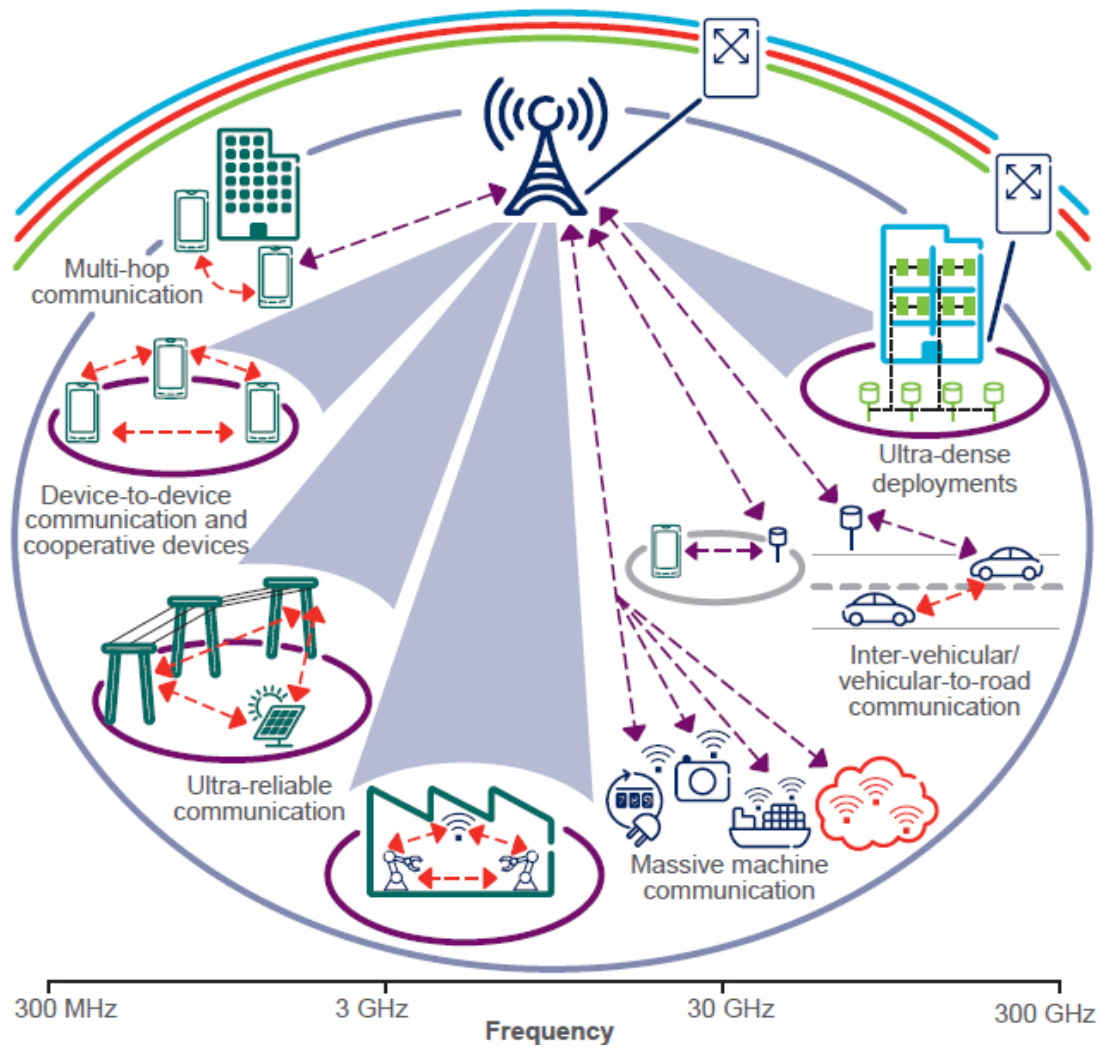 Multi-hop
communication
Device-to-device
communication and
cooperative devices
Ultra-dense
deployments
Inter-vehicular/
vehicular-to-road
communication
Ultra-reliable
communication
789
Massive machine
communication
300 MHz
3 GHz
30 GHz
300 GHz
Frequency